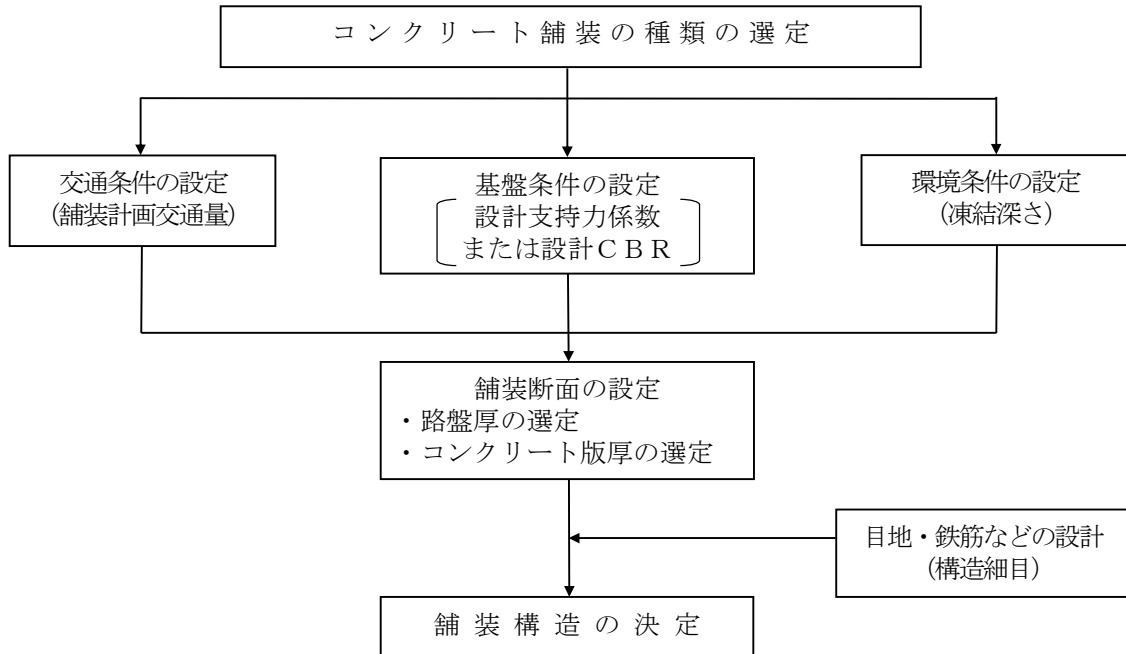 コンクリート舗装の種類の選定
交通条件の設定
(舗装計画交通量)
基盤条件の設定
設計支持力係数
または設計CBR
環境条件の設定
(凍結深さ)
舗装断面の設定
・路盤厚の選定
・コンクリート版厚の選定
目地・鉄筋などの設計
(構造細目)
舗装構造の決定